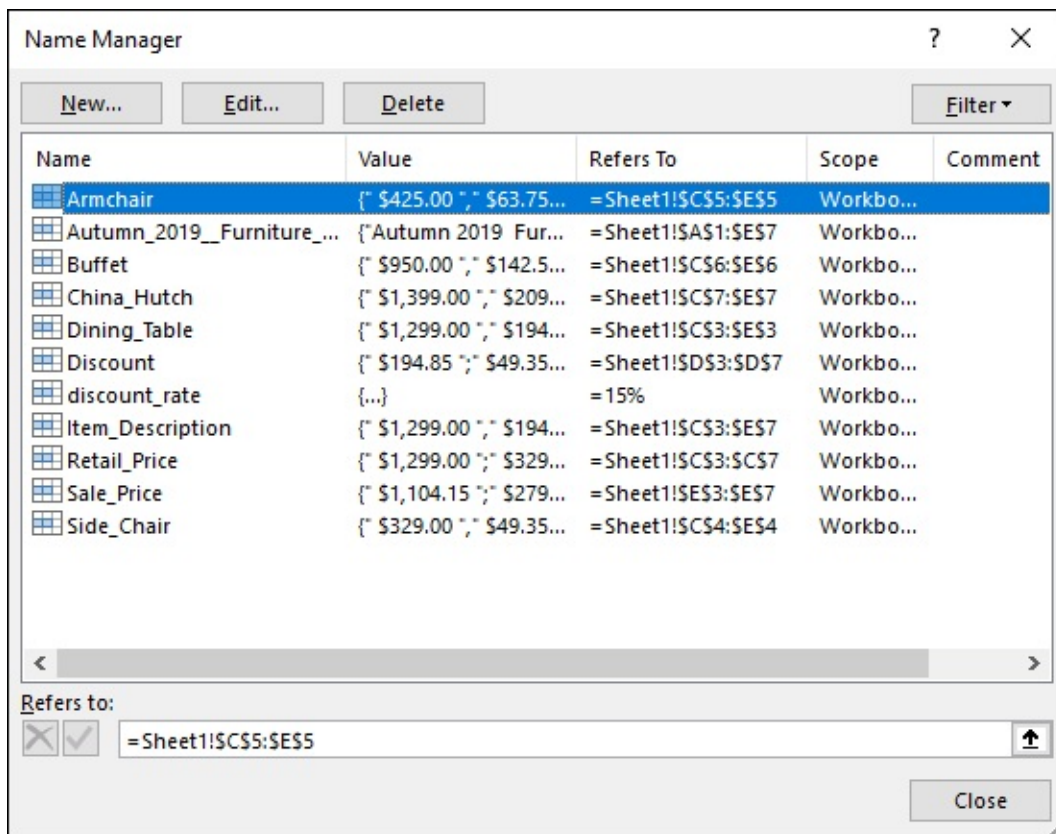 Name Manager ? ×
New... Edit... Delete Filter
Name Value Refers To Scope Comment
Armchair {" $425.00 "," $63.75... =Sheet1!$C$5:$E$5 Workbo...
Autumn_2019__Furniture_... {"Autumn 2019  Fur... =Sheet1!$A$1:$E$7 Workbo...
Buffet {" $950.00 "," $142.5... =Sheet1!$C$6:$E$6 Workbo...
China_Hutch {" $1,399.00 "," $209... =Sheet1!$C$7:$E$7 Workbo...
Dining_Table {" $1,299.00 "," $194... =Sheet1!$C$3:$E$3 Workbo...
Discount {" $194.85 ";" $49.35... =Sheet1!$D$3:$D$7 Workbo...
discount_rate {...} =15% Workbo...
Item_Description {" $1,299.00 "," $194... =Sheet1!$C$3:$E$7 Workbo...
Retail_Price {" $1,299.00 ";" $329... =Sheet1!$C$3:$C$7 Workbo...
Sale_Price {" $1,104.15 ";" $279... =Sheet1!$E$3:$E$7 Workbo...
Side_Chair {" $329.00 "," $49.35... =Sheet1!$C$4:$E$4 Workbo...
Refers to:
=Sheet1!$C$5:$E$5
Close